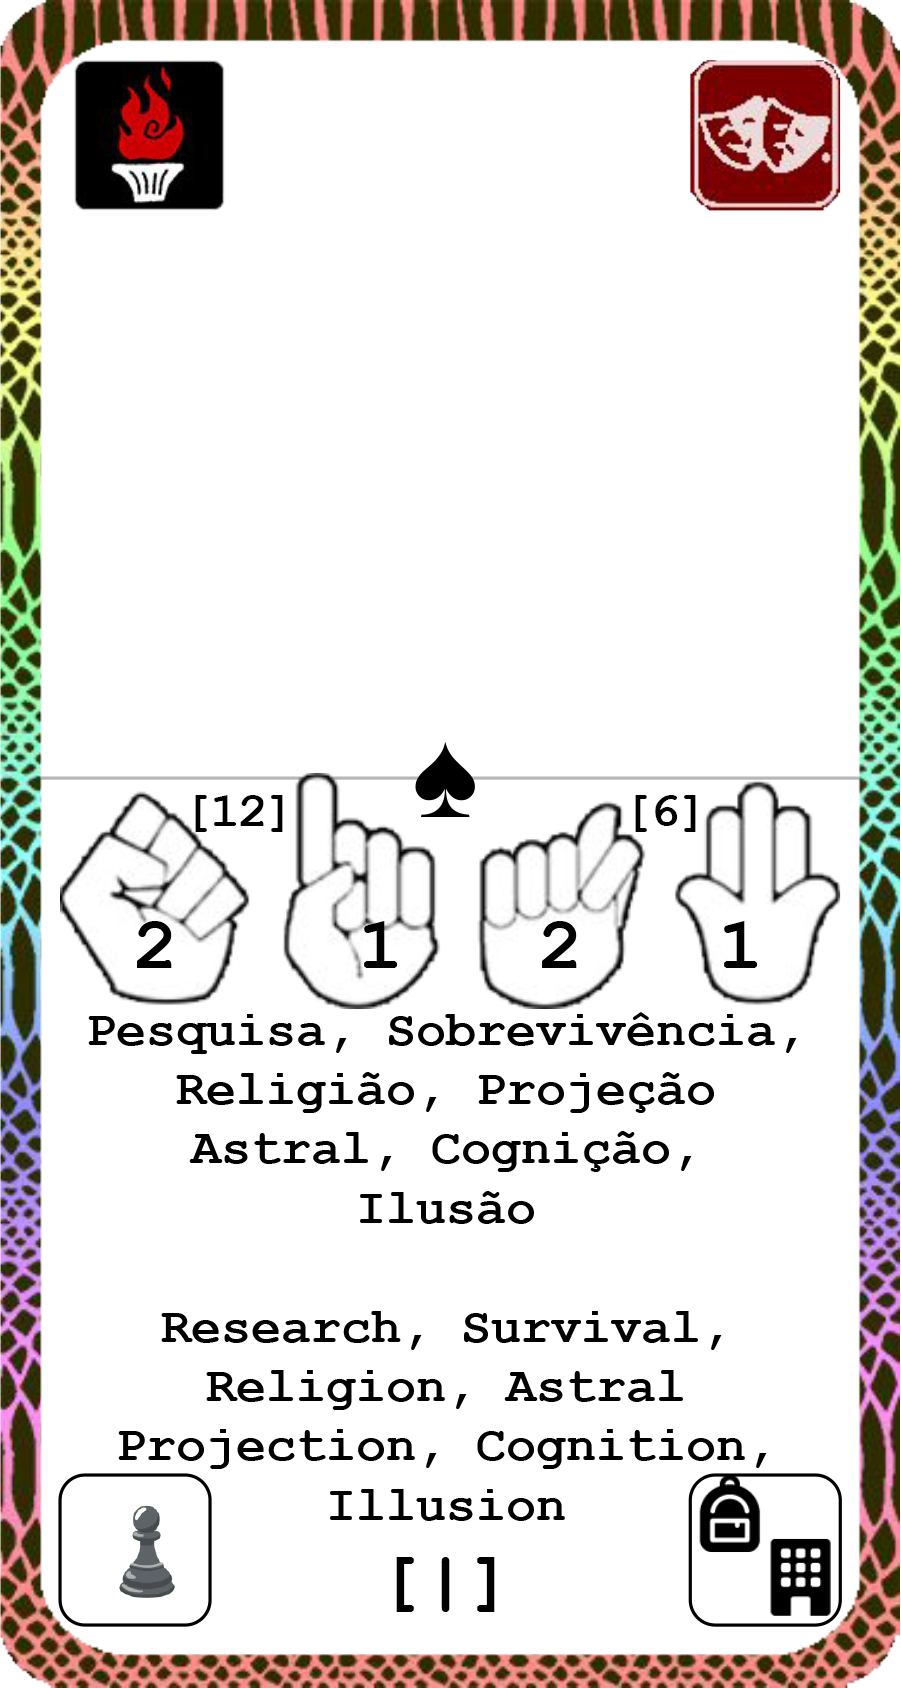 [12] [6]
2 1 2 1
Pesquisa, Sobrevivência,
Religião, Projeção
Astral, Cognição,
Ilusão
Research, Survival,
Religion, Astral
Projection, Cognition,
Illusion
[|]